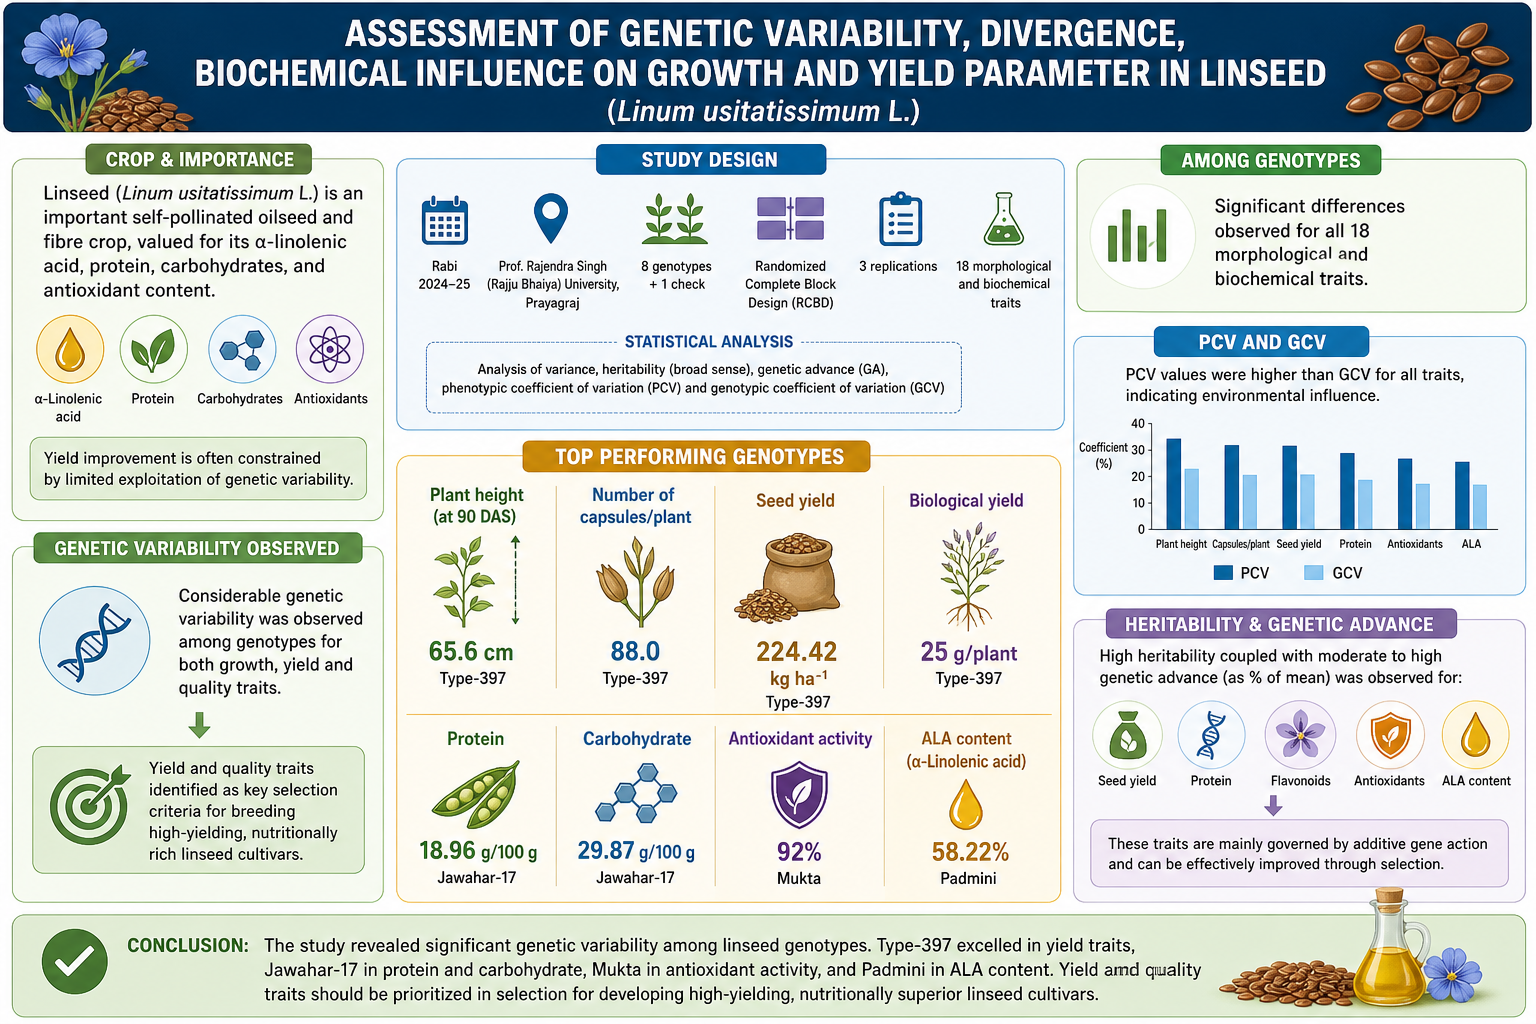 ASSESSMENT OF GENETIC VARIABILITY, DIVERGENCE,
BIOCHEMICAL INFLUENCE ON GROWTH AND YIELD PARAMETER IN LINSEED
(Linum usitatissimum L.)
CROP & IMPORTANCE
Linseed (Linum usitatissimum L.) is an
important self-pollinated oilseed and
fibre crop, valued for its α-linolenic
acid, protein, carbohydrates, and
antioxidant content.
α-Linolenic
acid
Protein
Carbohydrates
Antioxidants
Yield improvement is often constrained
by limited exploitation of genetic variability.
GENETIC VARIABILITY OBSERVED
Considerable genetic
variability was observed
among genotypes for
both growth, yield and
quality traits.
Yield and quality traits
identified as key selection
criteria for breeding
high-yielding, nutritionally
rich linseed cultivars.
STUDY DESIGN
Rabi
2024–25
Prof. Rajendra Singh
(Rajju Bhaiya) University,
Prayagraj
8 genotypes
+ 1 check
Randomized
Complete Block
Design (RCBD)
3 replications
18 morphological
and biochemical
traits
STATISTICAL ANALYSIS
Analysis of variance, heritability (broad sense), genetic advance (GA),
phenotypic coefficient of variation (PCV) and genotypic coefficient of variation (GCV)
TOP PERFORMING GENOTYPES
Plant height
(at 90 DAS)
65.6 cm
Type-397
Number of
capsules/plant
88.0
Type-397
Seed yield
224.42
kg ha⁻¹
Type-397
Biological yield
25 g/plant
Type-397
Protein
18.96 g/100 g
Jawahar-17
Carbohydrate
29.87 g/100 g
Jawahar-17
Antioxidant activity
92%
Mukta
ALA content
(α-Linolenic acid)
58.22%
Padmini
AMONG GENOTYPES
Significant differences
observed for all 18
morphological and
biochemical traits.
PCV AND GCV
PCV values were higher than GCV for all traits,
indicating environmental influence.
Coefficient
(%)
40
30
20
10
0
Plant height
Capsules/plant
Seed yield
Protein
Antioxidants
ALA
PCV
GCV
HERITABILITY & GENETIC ADVANCE
High heritability coupled with moderate to high
genetic advance (as % of mean) was observed for:
Seed yield
Protein
Flavonoids
Antioxidants
ALA content
These traits are mainly governed by additive gene action
and can be effectively improved through selection.
CONCLUSION: The study revealed significant genetic variability among linseed genotypes. Type-397 excelled in yield traits,
Jawahar-17 in protein and carbohydrate, Mukta in antioxidant activity, and Padmini in ALA content. Yield and quality
traits should be prioritized in selection for developing high-yielding, nutritionally superior linseed cultivars.